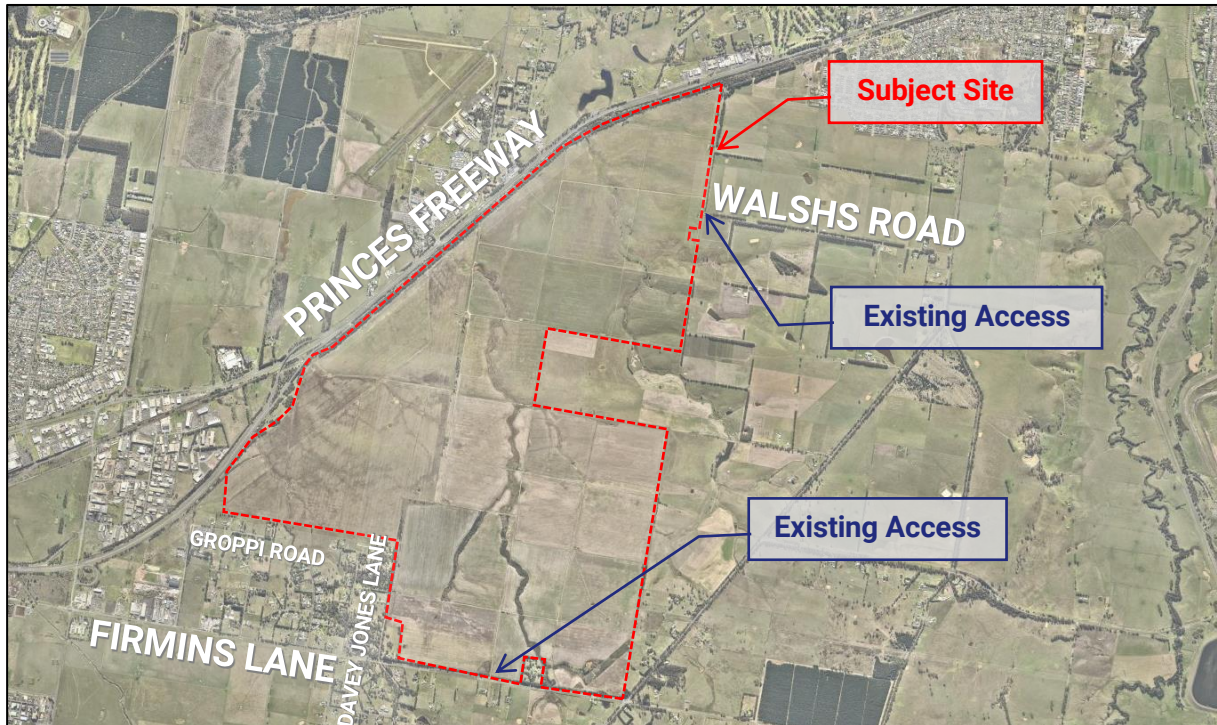 Subject Site
PRINCES FREEWAY
WALSHS ROAD
Existing Access
Existing Access
GROPPI ROAD
DAVEY JONES LANE
FIRMINS LANE